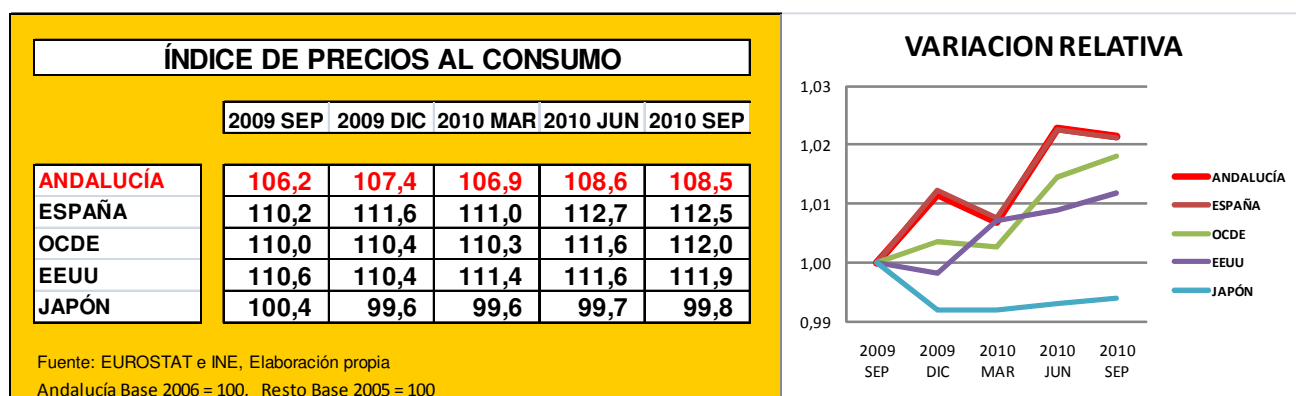 ÍNDICE DE PRECIOS AL CONSUMO
2009 SEP 2009 DIC 2010 MAR 2010 JUN 2010 SEP
ANDALUCÍA 106,2 107,4 106,9 108,6 108,5
ESPAÑA 110,2 111,6 111,0 112,7 112,5
OCDE 110,0 110,4 110,3 111,6 112,0
EEUU 110,6 110,4 111,4 111,6 111,9
JAPÓN 100,4 99,6 99,6 99,7 99,8
Fuente: EUROSTAT e INE, Elaboración propia
Andalucía Base 2006 = 100. Resto Base 2005 = 100
VARIACION RELATIVA
1,03
1,02
1,01
1,00
0,99
2009 2009 2010 2010 2010
SEP DIC MAR JUN SEP
ANDALUCÍA
ESPAÑA
OCDE
EEUU
JAPÓN